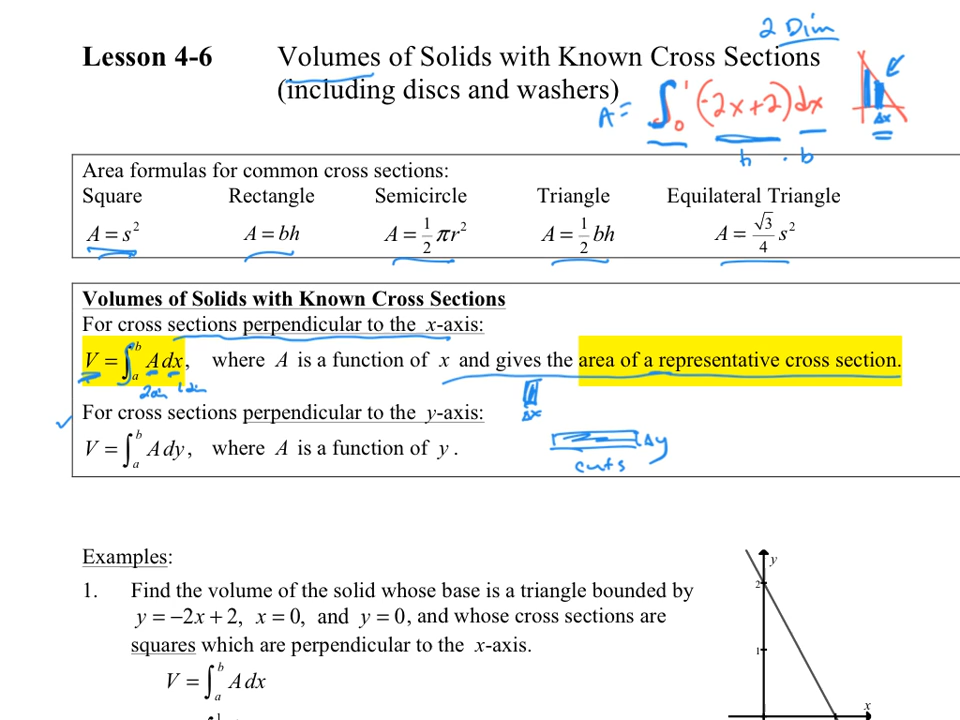 2 Dim
Lesson 4-6 Volumes of Solids with Known Cross Sections
(including discs and washers)
A = ∫₀¹ (-2x+2) dx
Δx
h · b
Area formulas for common cross sections:
Square Rectangle Semicircle Triangle Equilateral Triangle
A = s² A = bh A = 1/2 πr² A = 1/2 bh A = √3/4 s²
Volumes of Solids with Known Cross Sections
For cross sections perpendicular to the x-axis:
V = ∫ₐᵇ A dx, where A is a function of x and gives the area of a representative cross section.
Δx
For cross sections perpendicular to the y-axis:
V = ∫ₐᵇ A dy, where A is a function of y.
Δy
cuts
Examples:
1. Find the volume of the solid whose base is a triangle bounded by
y = −2x + 2, x = 0, and y = 0, and whose cross sections are
squares which are perpendicular to the x-axis.
V = ∫ₐᵇ A dx
y
2
1
x